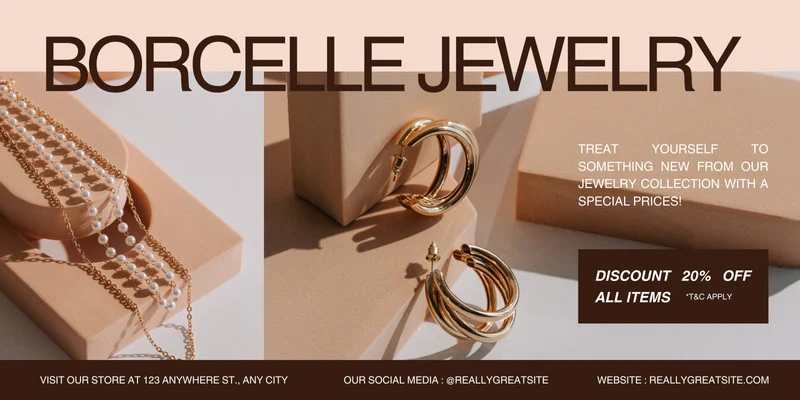 BORCELLE JEWELRY
TREAT YOURSELF TO
SOMETHING NEW FROM OUR
JEWELRY COLLECTION WITH A
SPECIAL PRICES!
DISCOUNT 20% OFF
ALL ITEMS *T&C APPLY
VISIT OUR STORE AT 123 ANYWHERE ST., ANY CITY
OUR SOCIAL MEDIA : @REALLYGREATSITE
WEBSITE : REALLYGREATSITE.COM